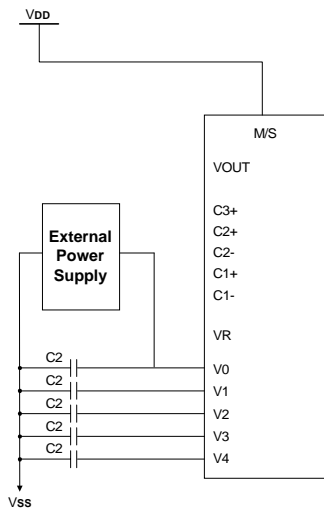 VDD
M/S
VOUT
C3+
C2+
C2-
C1+
C1-
VR
External
Power
Supply
C2
V0
C2
V1
C2
V2
C2
V3
C2
V4
Vss